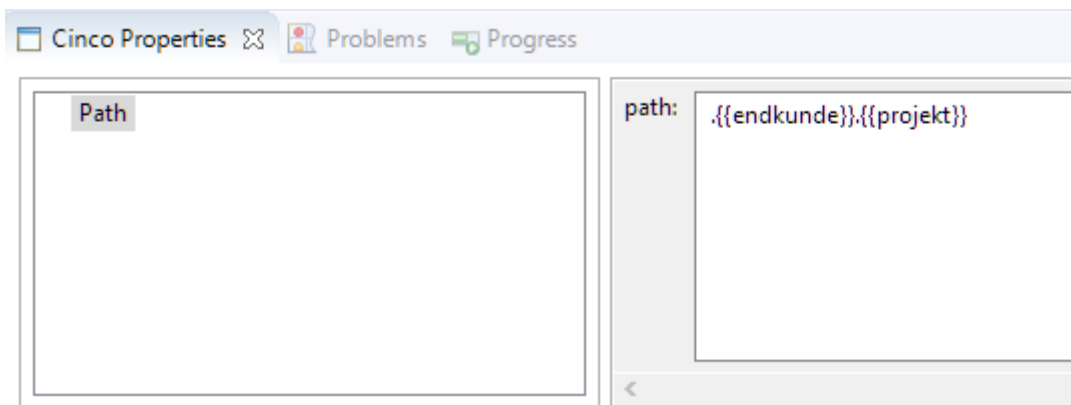 Cinco Properties Problems Progress
Path
path:
.{{endkunde}}.{{projekt}}